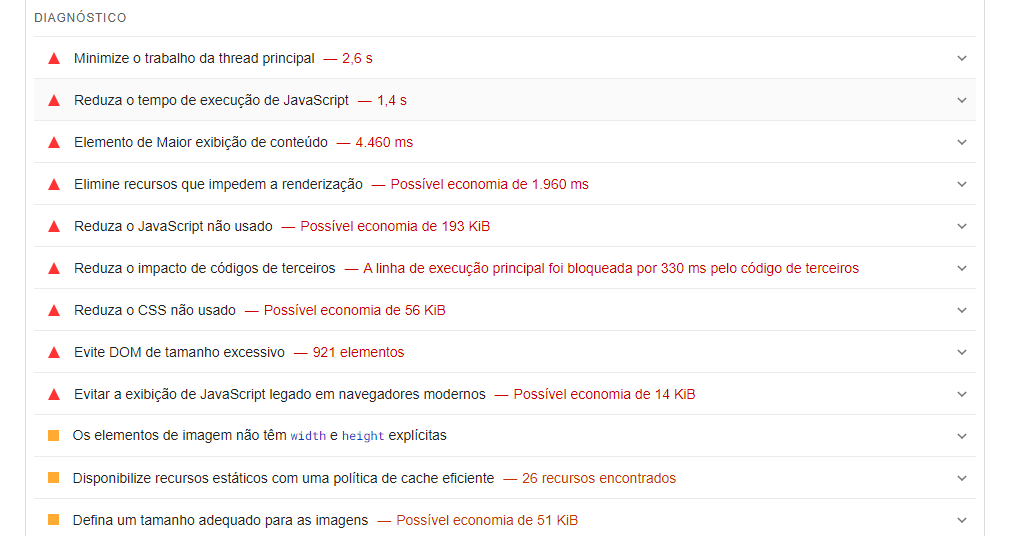 DIAGNÓSTICO
Minimize o trabalho da thread principal — 2,6 s
Reduza o tempo de execução de JavaScript — 1,4 s
Elemento de Maior exibição de conteúdo — 4.460 ms
Elimine recursos que impedem a renderização — Possível economia de 1.960 ms
Reduza o JavaScript não usado — Possível economia de 193 KiB
Reduza o impacto de códigos de terceiros — A linha de execução principal foi bloqueada por 330 ms pelo código de terceiros
Reduza o CSS não usado — Possível economia de 56 KiB
Evite DOM de tamanho excessivo — 921 elementos
Evitar a exibição de JavaScript legado em navegadores modernos — Possível economia de 14 KiB
Os elementos de imagem não têm width e height explícitas
Disponibilize recursos estáticos com uma política de cache eficiente — 26 recursos encontrados
Defina um tamanho adequado para as imagens — Possível economia de 51 KiB